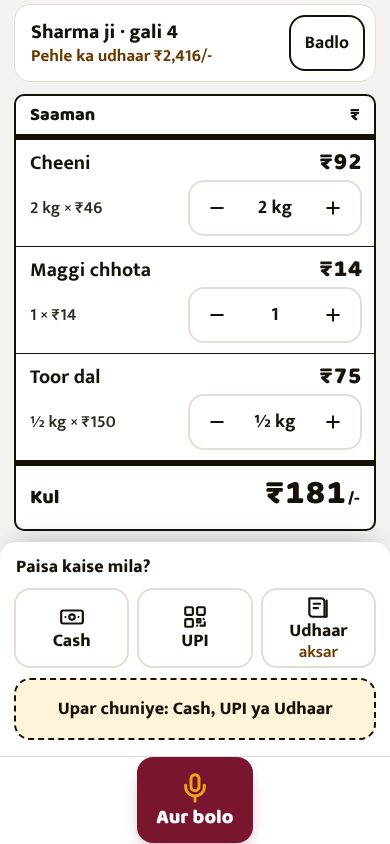 Sharma ji · gali 4
Pehle ka udhaar ₹2,416/-
Badlo
Saaman ₹
Cheeni ₹92
2 kg × ₹46 − 2 kg +
Maggi chhota ₹14
1 × ₹14 − 1 +
Toor dal ₹75
½ kg × ₹150 − ½ kg +
Kul ₹181/-
Paisa kaise mila?
Cash
UPI
Udhaar
aksar
Upar chuniye: Cash, UPI ya Udhaar
Aur bolo